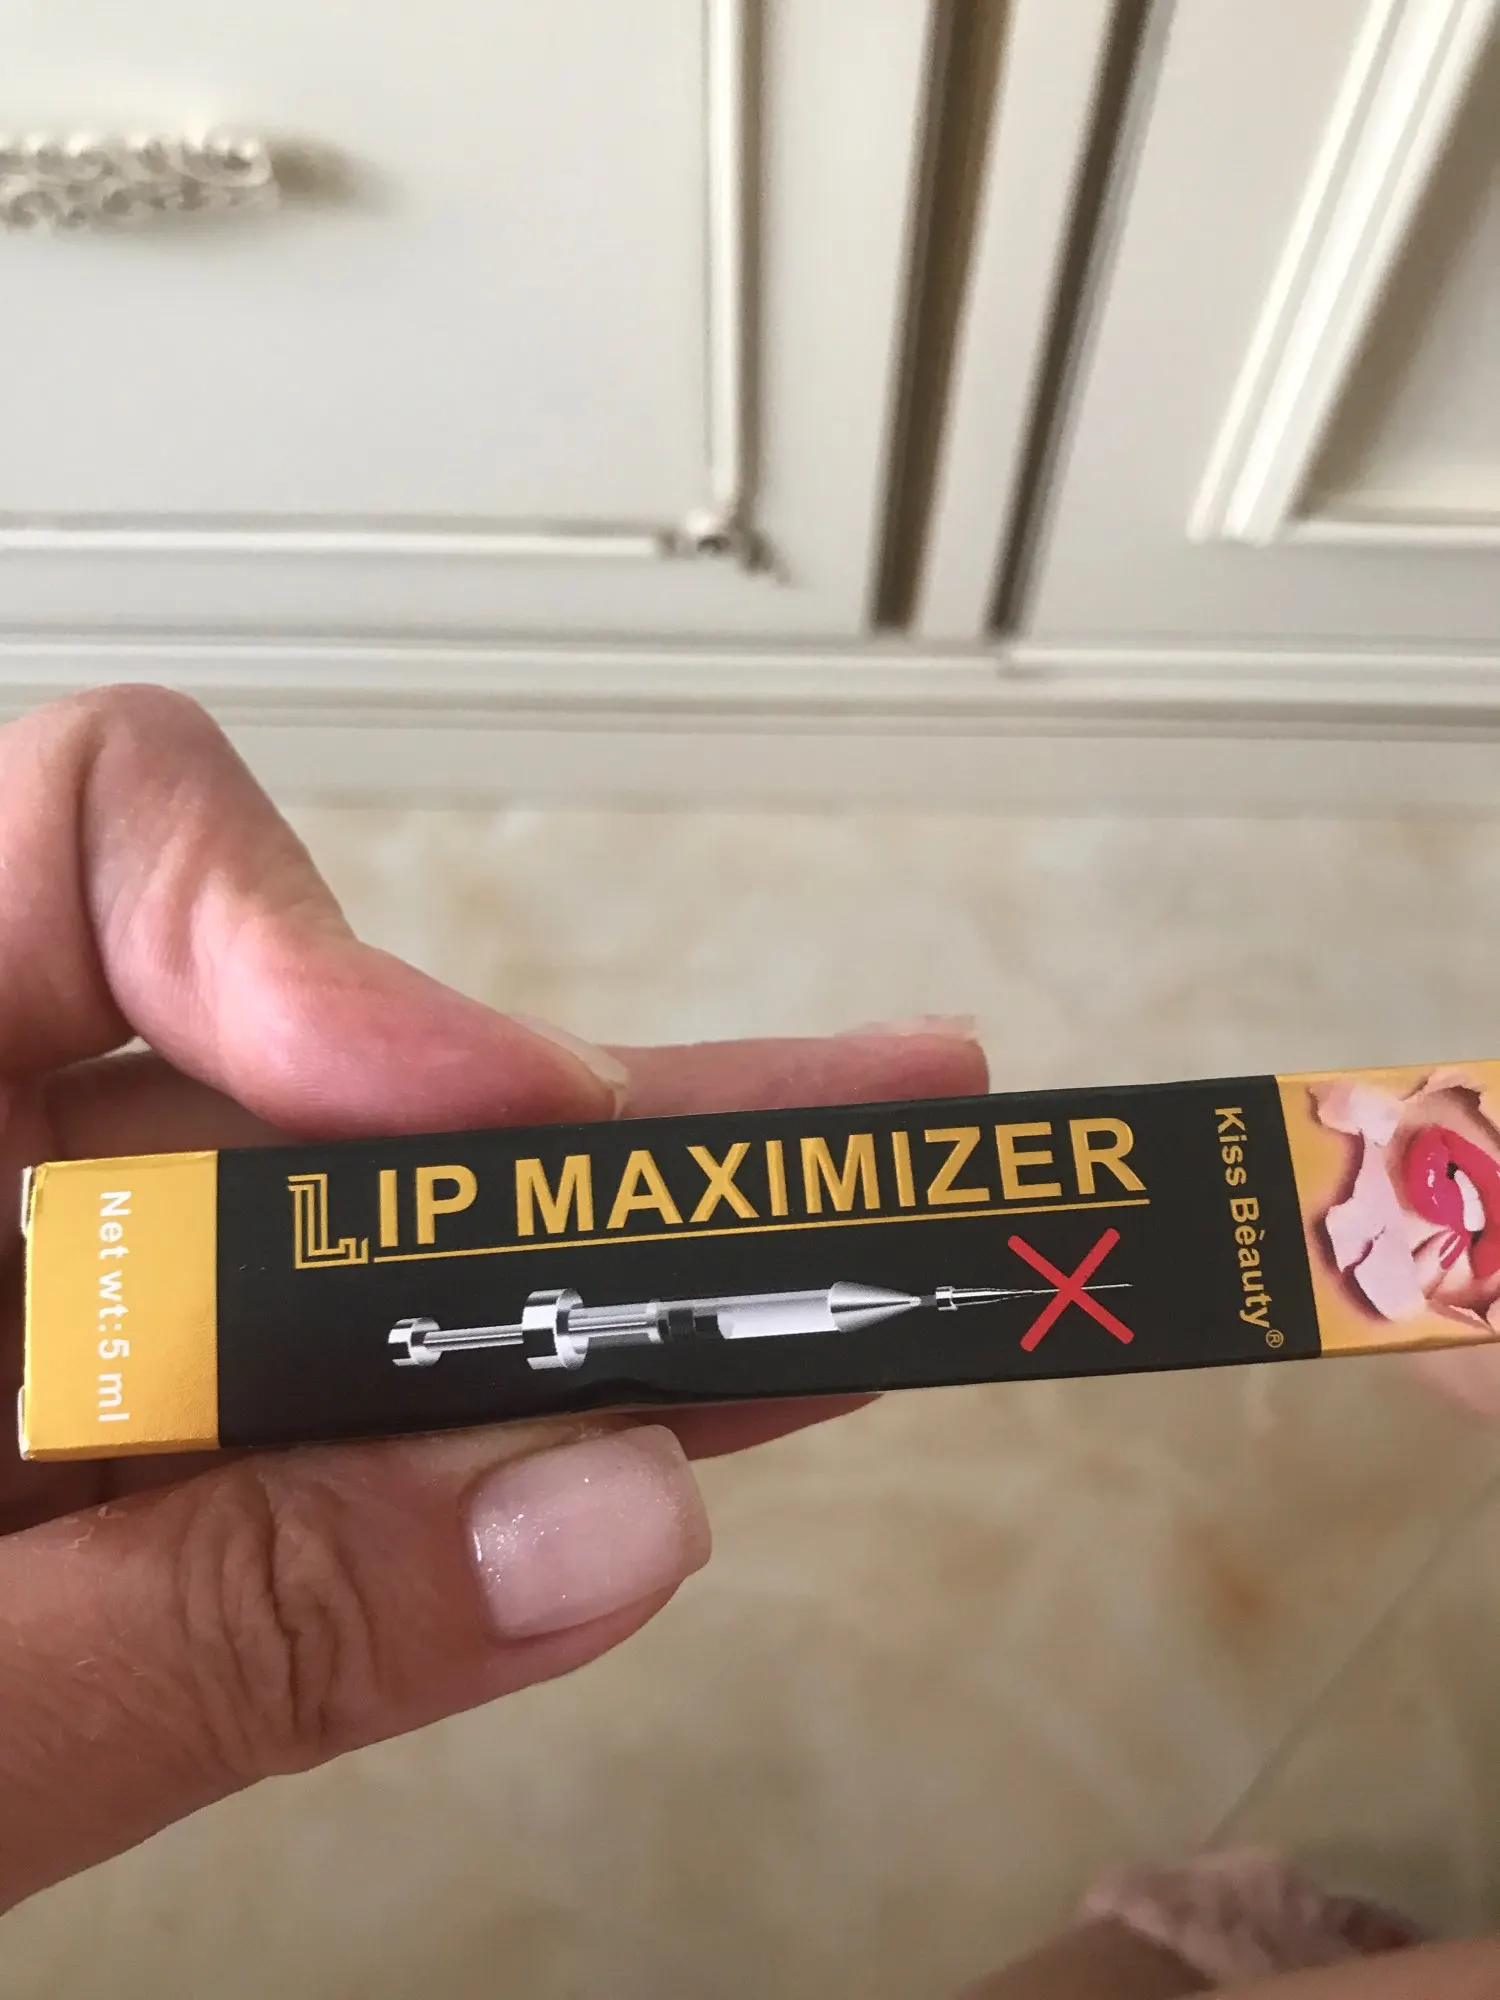 LIP MAXIMIZER
Kiss Bèauty®
Net wt:5 ml